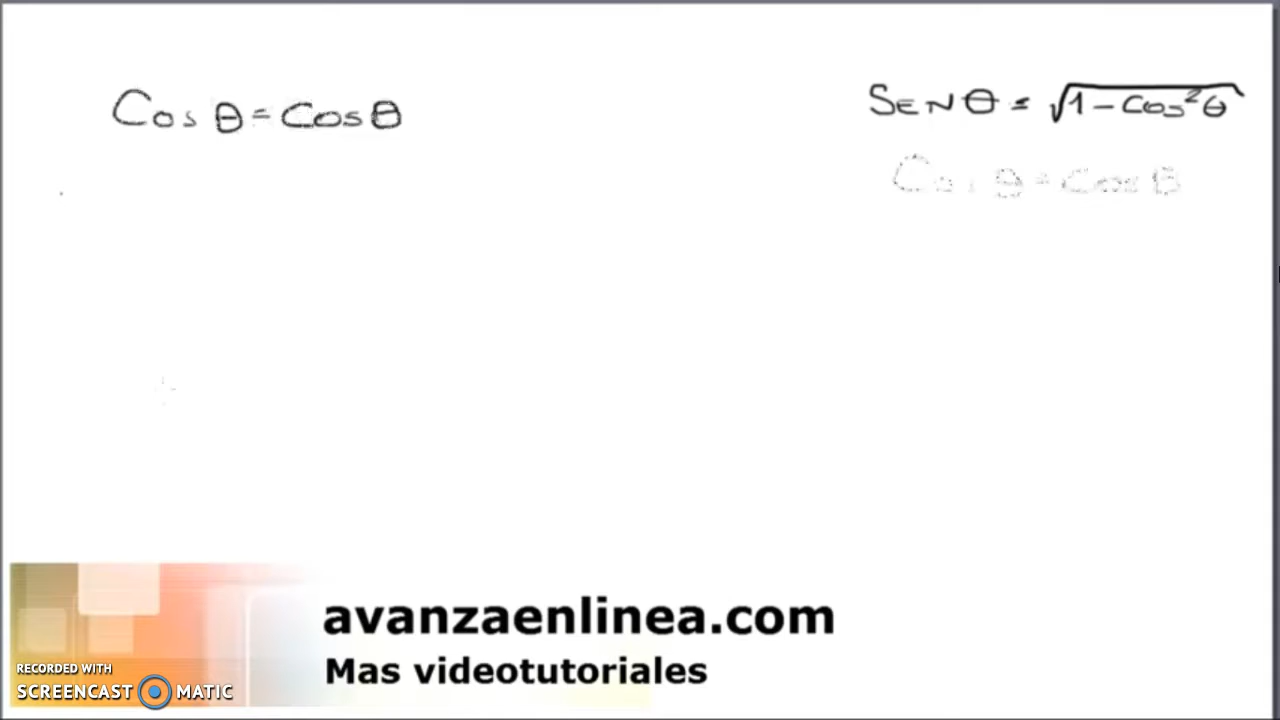 Cos θ = Cos θ
SEN θ = √1 - Cos²θ
Cos θ = Cos θ
avanzaenlinea.com
Mas videotutoriales
RECORDED WITH
SCREENCAST MATIC